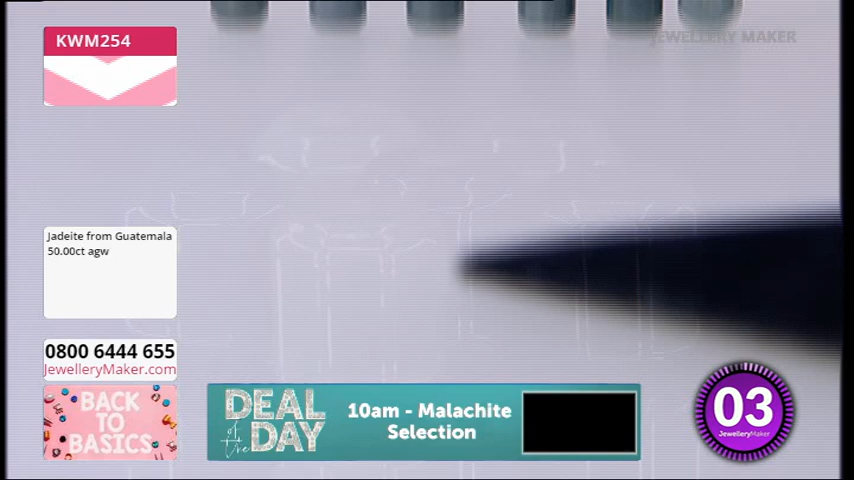 KWM254
JEWELLERY MAKER
Jadeite from Guatemala
50.00ct agw
0800 6444 655
JewelleryMaker.com
BACK
TO
BASICS
DEAL
of the
DAY
10am - Malachite
Selection
03
JewelleryMaker